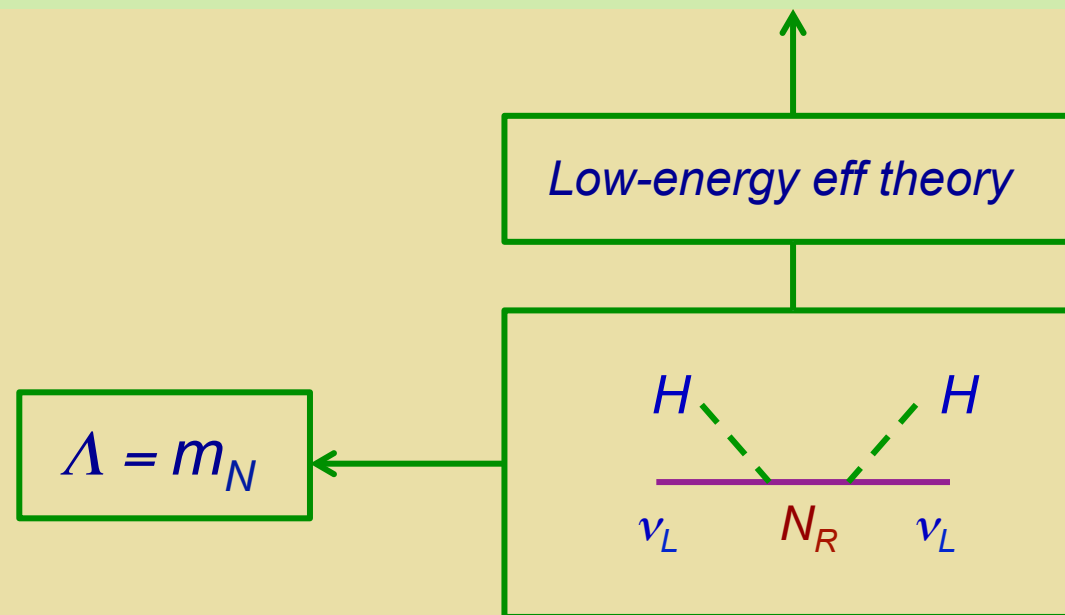 Low-energy eff theory
H H
Λ = m_N
ν_L N_R ν_L